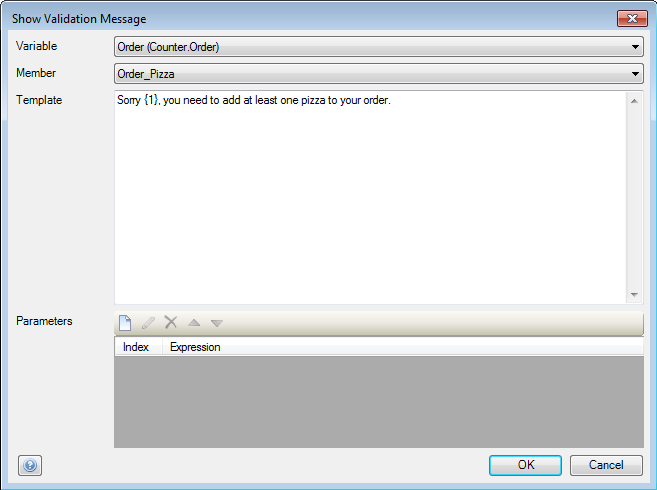 Show Validation Message
Variable
Order (Counter.Order)
Member
Order_Pizza
Template
Sorry {1}, you need to add at least one pizza to your order.
Parameters
Index Expression
OK Cancel